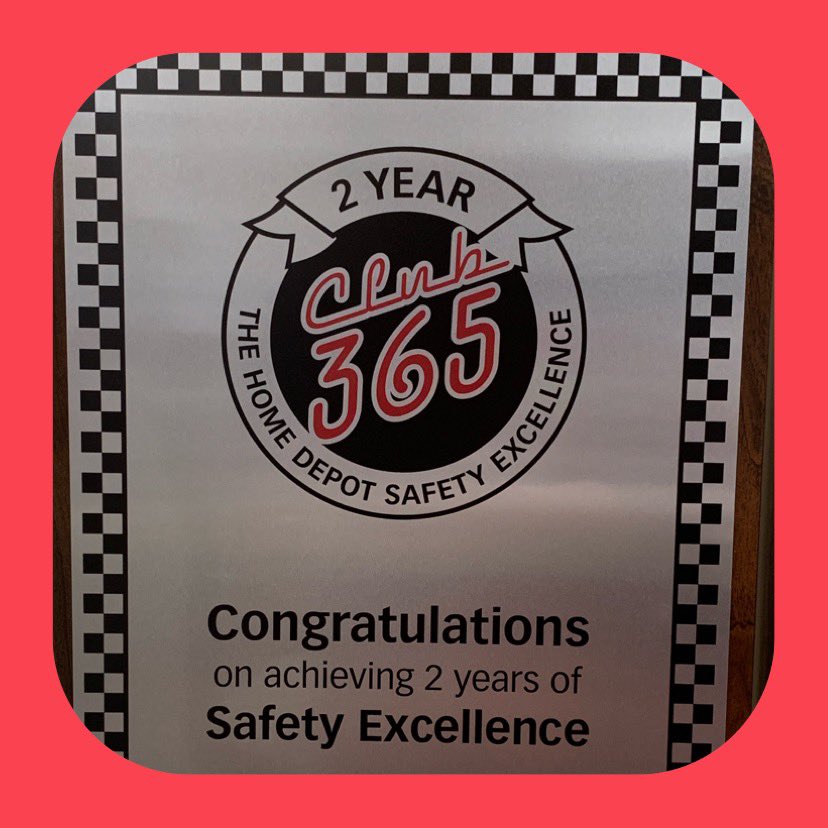 2 YEAR
Club
365
THE HOME DEPOT SAFETY EXCELLENCE
Congratulations
on achieving 2 years of
Safety Excellence